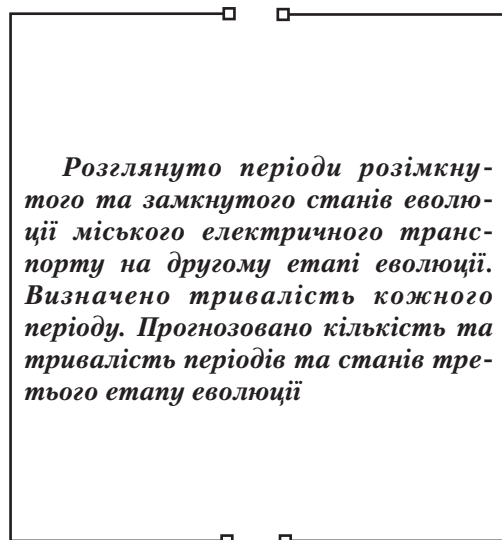 Розглянуто періоди розімкну-
того та замкнутого станів еволю-
ції міського електричного транс-
порту на другому етапі еволюції.
Визначено тривалість кожного
періоду. Прогнозовано кількість та
тривалість періодів та станів тре-
тього етапу еволюції